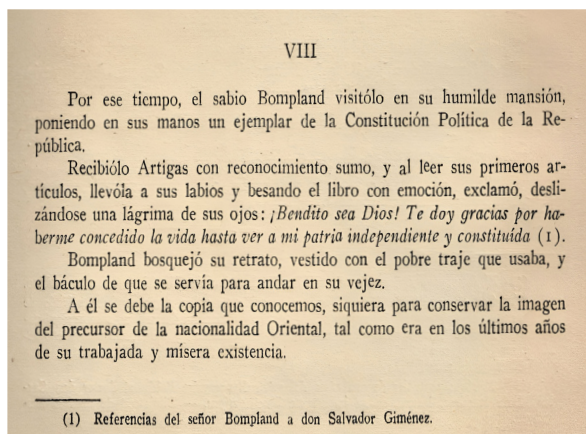 VIII
Por ese tiempo, el sabio Bompland visitólo en su humilde mansión,
poniendo en sus manos un ejemplar de la Constitución Política de la Re-
pública.
Recibiólo Artigas con reconocimiento sumo, y al leer sus primeros ar-
tículos, llevóla a sus labios y besando el libro con emoción, exclamó, desli-
zándose una lágrima de sus ojos: ¡Bendito sea Dios! Te doy gracias por ha-
berme concedido la vida hasta ver a mi patria independiente y constituída (1).
Bompland bosquejó su retrato, vestido con el pobre traje que usaba, y
el báculo de que se servía para andar en su vejez.
A él se debe la copia que conocemos, siquiera para conservar la imagen
del precursor de la nacionalidad Oriental, tal como era en los últimos años
de su trabajada y mísera existencia.
(1) Referencias del señor Bompland a don Salvador Giménez.